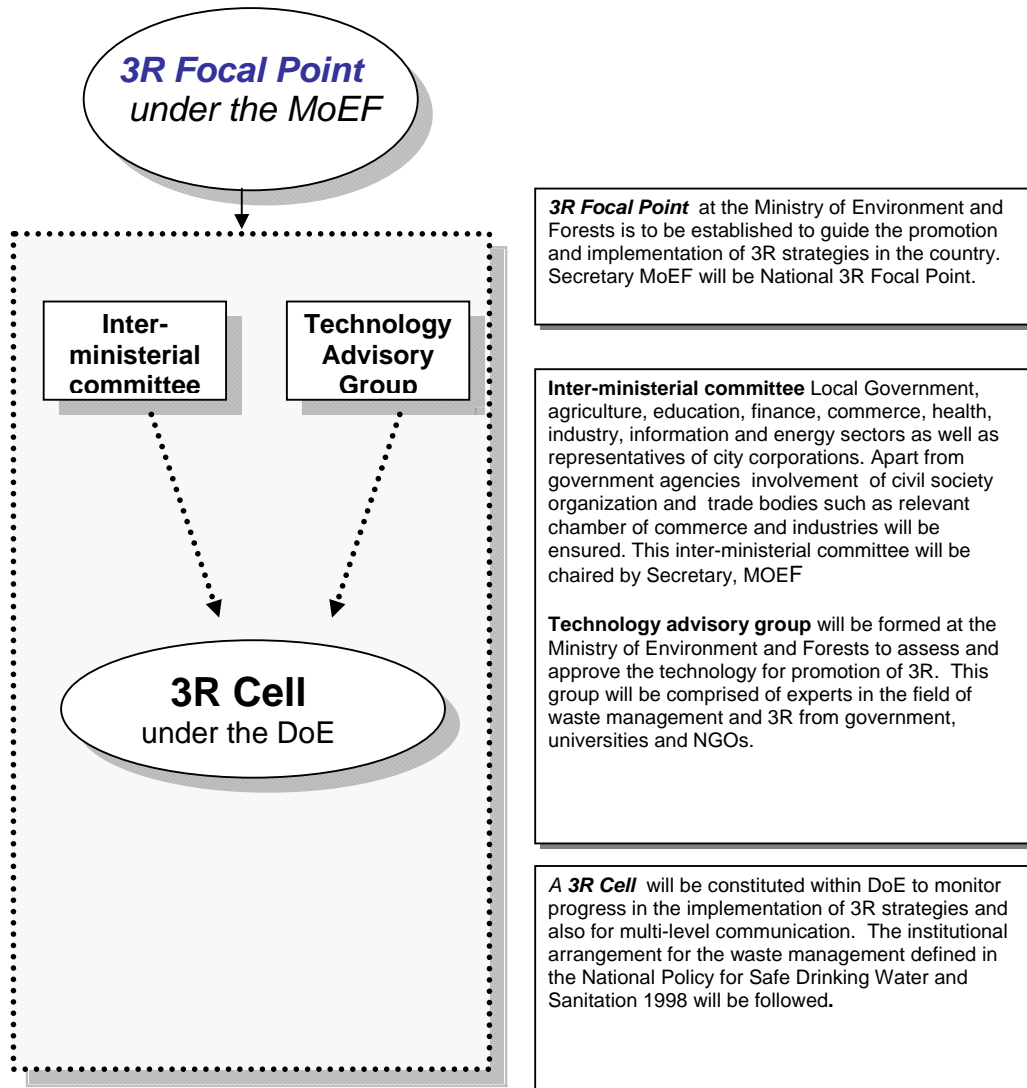 3R Focal Point
under the MoEF
Inter-
ministerial
committee
Technology
Advisory
Group
3R Cell
under the DoE
3R Focal Point at the Ministry of Environment and
Forests is to be established to guide the promotion
and implementation of 3R strategies in the country.
Secretary MoEF will be National 3R Focal Point.
Inter-ministerial committee Local Government,
agriculture, education, finance, commerce, health,
industry, information and energy sectors as well as
representatives of city corporations. Apart from
government agencies involvement of civil society
organization and trade bodies such as relevant
chamber of commerce and industries will be
ensured. This inter-ministerial committee will be
chaired by Secretary, MOEF
Technology advisory group will be formed at the
Ministry of Environment and Forests to assess and
approve the technology for promotion of 3R. This
group will be comprised of experts in the field of
waste management and 3R from government,
universities and NGOs.
A 3R Cell will be constituted within DoE to monitor
progress in the implementation of 3R strategies and
also for multi-level communication. The institutional
arrangement for the waste management defined in
the National Policy for Safe Drinking Water and
Sanitation 1998 will be followed.